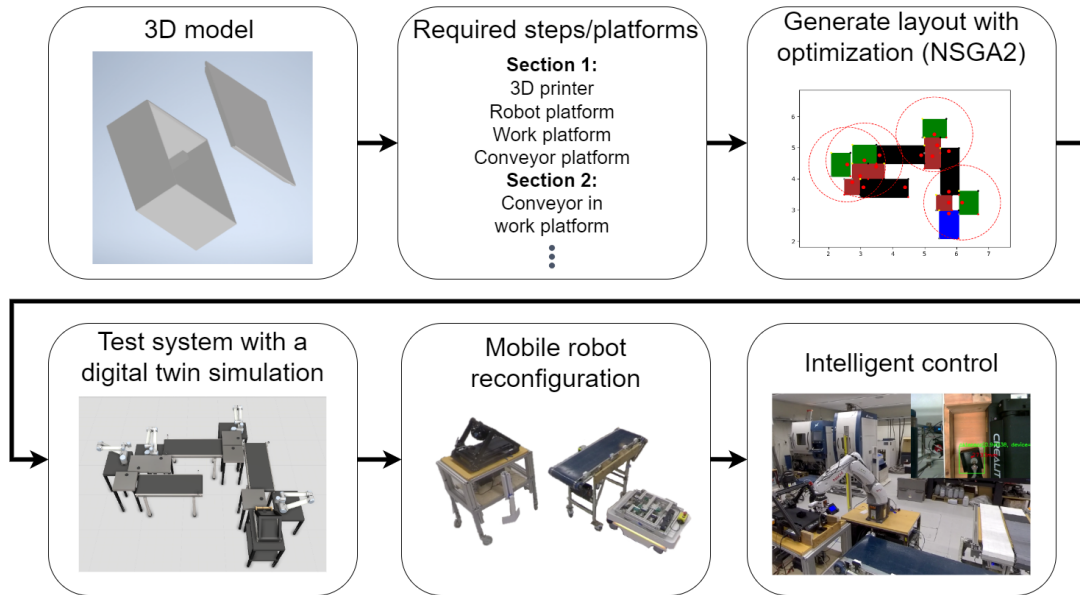 3D model
Required steps/platforms
Section 1:
3D printer
Robot platform
Work platform
Conveyor platform
Section 2:
Conveyor in
work platform
Generate layout with
optimization (NSGA2)
6
5
4
3
2
2
3
4
5
6
7
Test system with a
digital twin simulation
Mobile robot
reconfiguration
Intelligent control
CREALIT